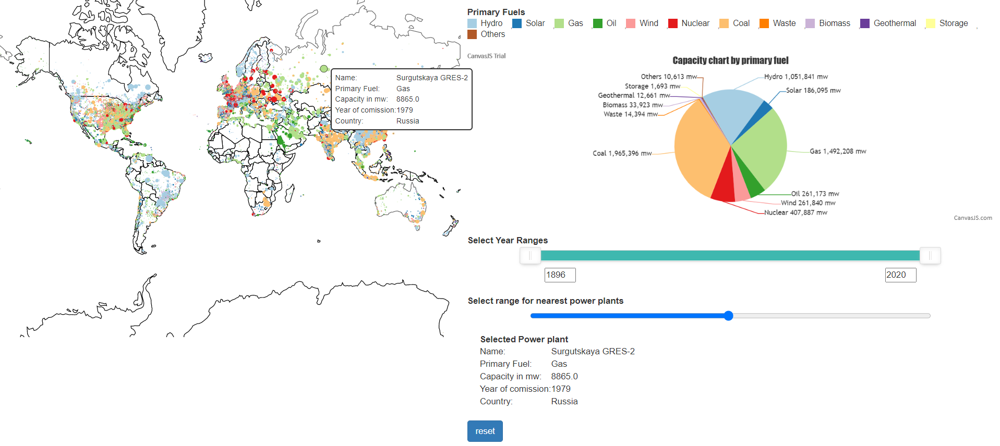 Primary Fuels
Hydro , Solar , Gas , Oil , Wind , Nuclear , Coal , Waste , Biomass , Geothermal , Storage ,
Others
CanvasJS Trial
Capacity chart by primary fuel
Others 10,613 mw
Storage 1,693 mw
Geothermal 12,661 mw
Biomass 33,923 mw
Waste 14,394 mw
Coal 1,965,396 mw
Hydro 1,051,841 mw
Solar 186,095 mw
Gas 1,492,208 mw
Oil 261,173 mw
Wind 261,840 mw
Nuclear 407,887 mw
CanvasJS.com
Name: Surgutskaya GRES-2
Primary Fuel: Gas
Capacity in mw: 8865.0
Year of comission: 1979
Country: Russia
Select Year Ranges
1896 2020
Select range for nearest power plants
Selected Power plant
Name: Surgutskaya GRES-2
Primary Fuel: Gas
Capacity in mw: 8865.0
Year of comission: 1979
Country: Russia
reset